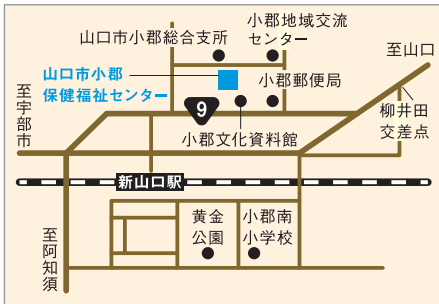 山口市小郡総合支所
小郡地域交流
センター
至山口
山口市小郡
保健福祉センター
小郡郵便局
至宇部市
9
柳井田
交差点
小郡文化資料館
新山口駅
至阿知須
黄金
公園
小郡南
小学校